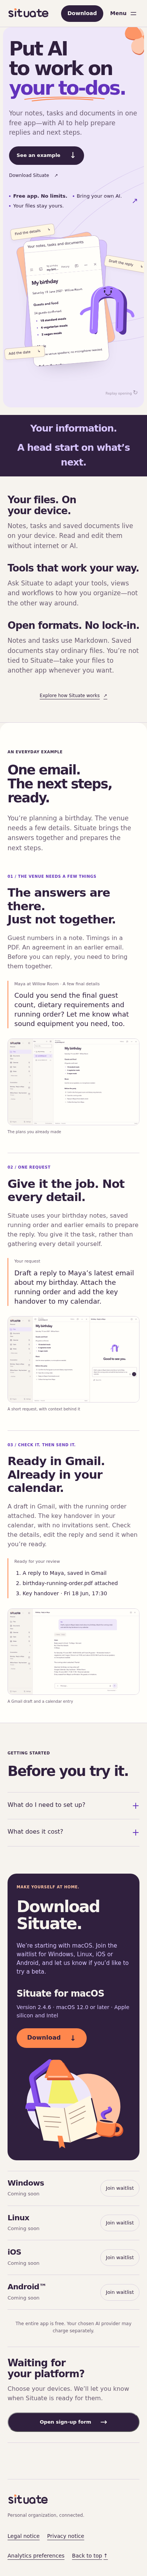 situate
Download
Menu
Put AI
to work on
your to-dos.
Your notes, tasks and documents in one
free app—with AI to help prepare
replies and next steps.
See an example ↓
Download Situate ↗
• Free app. No limits. • Bring your own AI.
• Your files stay yours.
Find the details
Your notes, tasks and documents
My birthday
Draft the reply
Guests and food
10 standard meals
6 vegetarian meals
2 vegan meals
Add the date
Your information.
A head start on what’s
next.
Your files. On
your device.
Notes, tasks and saved documents live
on your device. Read and edit them
without internet or AI.
Tools that work your way.
Ask Situate to adapt your tools, views
and workflows to how you organize—not
the other way around.
Open formats. No lock-in.
Notes and tasks use Markdown. Saved
documents stay ordinary files. You’re not
tied to Situate—take your files to
another app whenever you want.
Explore how Situate works ↗
AN EVERYDAY EXAMPLE
One email.
The next steps,
ready.
You’re planning a birthday. The venue
needs a few details. Situate brings the
answers together and prepares the
next steps.
01 / THE VENUE NEEDS A FEW THINGS
The answers are
there.
Just not together.
Guest numbers in a note. Timings in a
PDF. An agreement in an earlier email.
Before you can reply, you need to bring
them together.
Maya at Willow Room · A few final details
Could you send the final guest
count, dietary requirements and
running order? Let me know what
sound equipment you need, too.
situate
My birthday
The plans you already made
02 / ONE REQUEST
Give it the job. Not
every detail.
Situate uses your birthday notes, saved
running order and earlier emails to prepare
the reply. You give it the task, rather than
gathering every detail yourself.
Your request
Draft a reply to Maya’s latest email
about my birthday. Attach the
running order and add the key
handover to my calendar.
situate
My birthday
Good to see you.
A short request, with context behind it
03 / CHECK IT. THEN SEND IT.
Ready in Gmail.
Already in your
calendar.
A draft in Gmail, with the running order
attached. The key handover in your
calendar, with no invitations sent. Check
the details, edit the reply and send it when
you’re ready.
Ready for your review
1. A reply to Maya, saved in Gmail
2. birthday-running-order.pdf attached
3. Key handover · Fri 18 Jun, 17:30
situate
A Gmail draft and a calendar entry
GETTING STARTED
Before you try it.
What do I need to set up? +
What does it cost? +
MAKE YOURSELF AT HOME.
Download
Situate.
We’re starting with macOS. Join the
waitlist for Windows, Linux, iOS or
Android, and let us know if you’d like to
try a beta.
Situate for macOS
Version 2.4.6 · macOS 12.0 or later · Apple
silicon and Intel
Download ↓
Windows
Coming soon
Join waitlist
Linux
Coming soon
Join waitlist
iOS
Coming soon
Join waitlist
Android™
Coming soon
Join waitlist
The entire app is free. Your chosen AI provider may
charge separately.
Waiting for
your platform?
Choose your devices. We’ll let you know
when Situate is ready for them.
Open sign-up form →
situate
Personal organization, connected.
Legal notice
Privacy notice
Analytics preferences
Back to top ↑